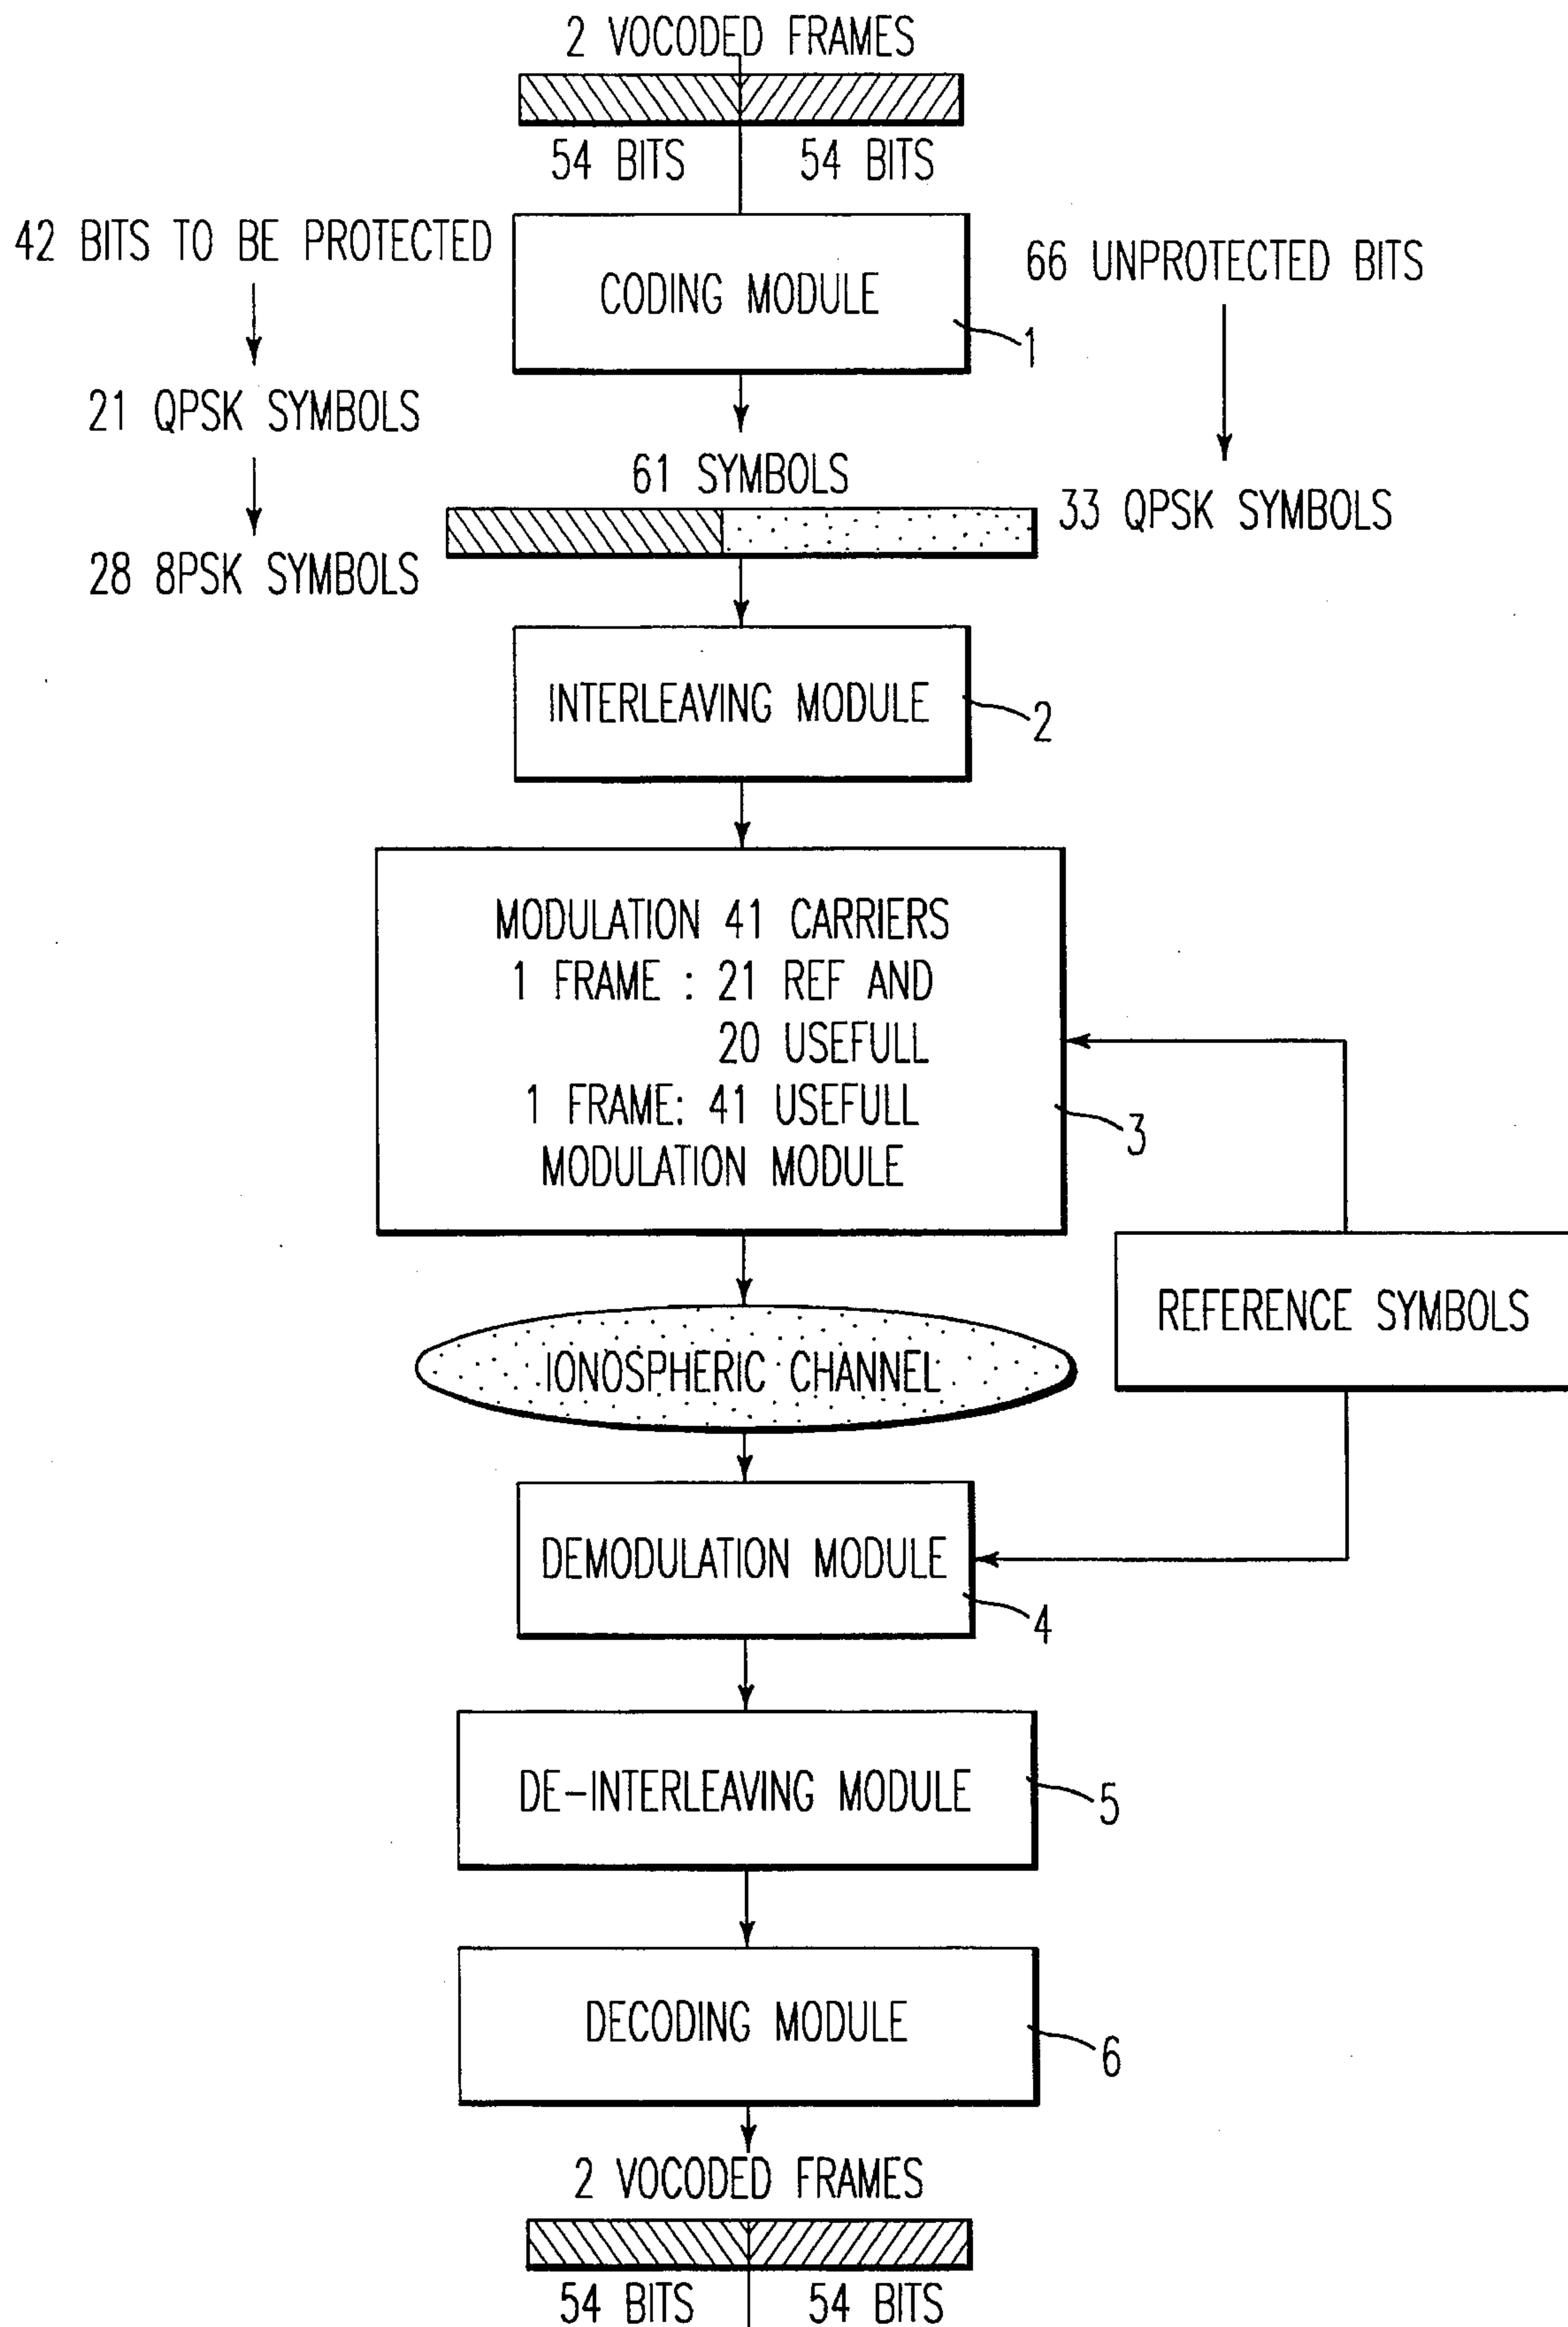 2 VOCODED FRAMES
54 BITS 54 BITS
42 BITS TO BE PROTECTED
CODING MODULE
66 UNPROTECTED BITS
1
21 QPSK SYMBOLS
61 SYMBOLS
33 QPSK SYMBOLS
28 8PSK SYMBOLS
INTERLEAVING MODULE
2
MODULATION 41 CARRIERS
1 FRAME : 21 REF AND
20 USEFULL
1 FRAME: 41 USEFULL
MODULATION MODULE
3
REFERENCE SYMBOLS
IONOSPHERIC CHANNEL
DEMODULATION MODULE
4
DE-INTERLEAVING MODULE
5
DECODING MODULE
6
2 VOCODED FRAMES
54 BITS 54 BITS